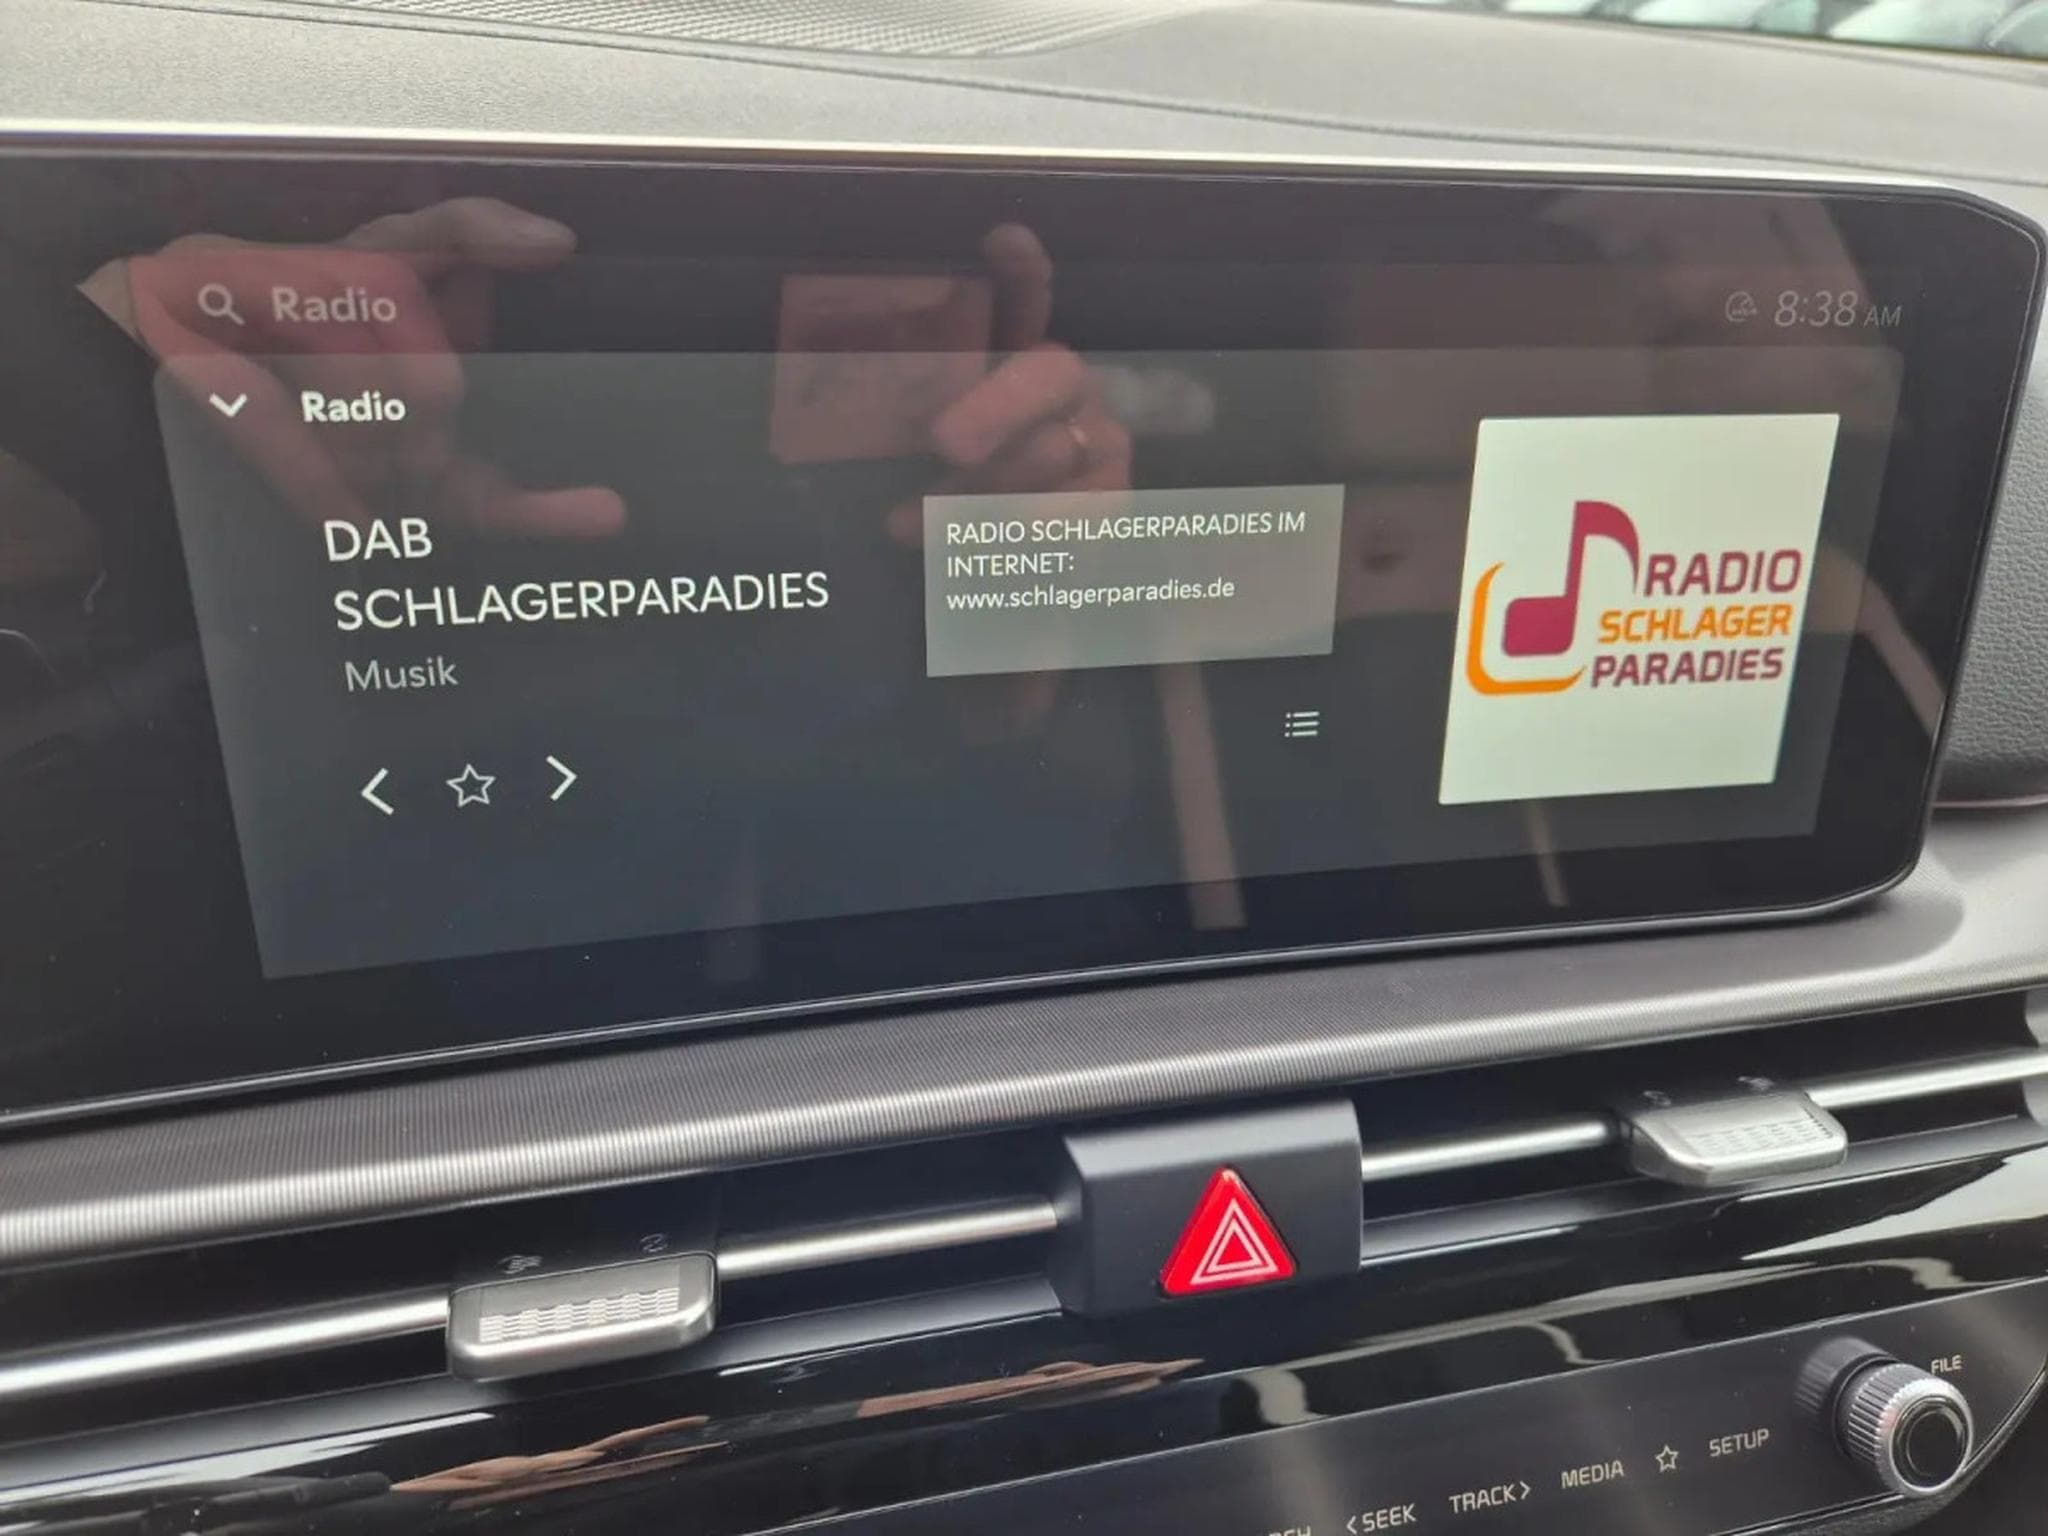 Radio
8:38 AM
Radio
DAB
SCHLAGERPARADIES
Musik
RADIO SCHLAGERPARADIES IM
INTERNET:
www.schlagerparadies.de
RADIO
SCHLAGER
PARADIES
FILE
<SEEK TRACK> MEDIA ☆ SETUP